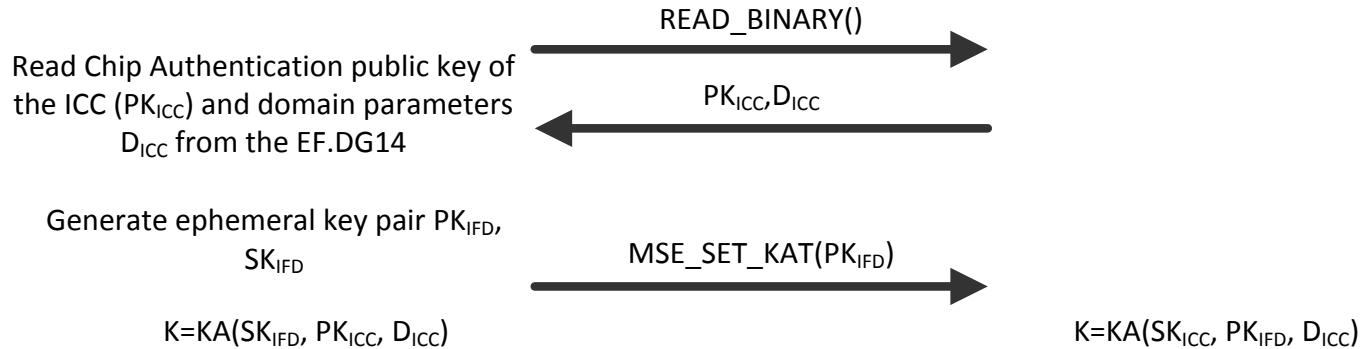 READ_BINARY()
Read Chip Authentication public key of
the ICC (PK_ICC) and domain parameters
D_ICC from the EF.DG14
PK_ICC,D_ICC
Generate ephemeral key pair PK_IFD,
SK_IFD
MSE_SET_KAT(PK_IFD)
K=KA(SK_IFD, PK_ICC, D_ICC)
K=KA(SK_ICC, PK_IFD, D_ICC)